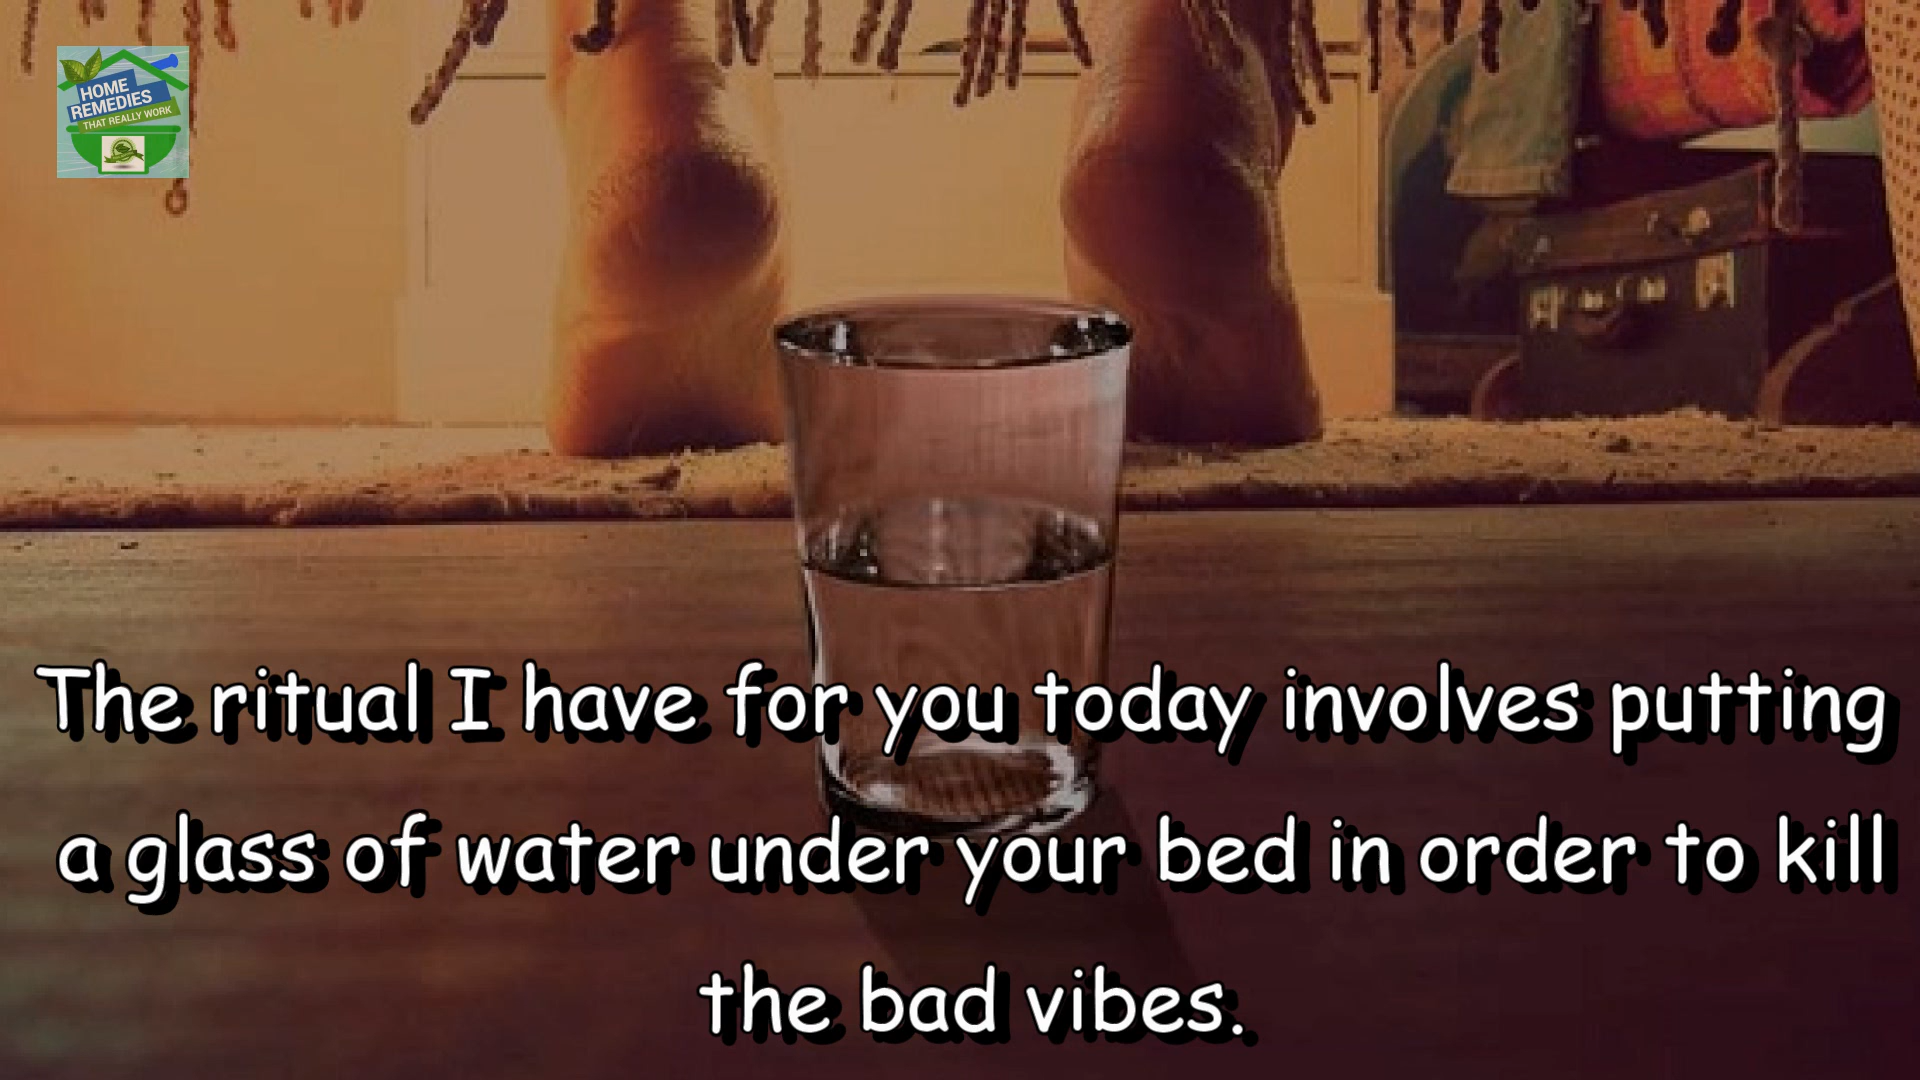 HOME
REMEDIES
THAT REALLY WORK
The ritual I have for you today involves putting
a glass of water under your bed in order to kill
the bad vibes.